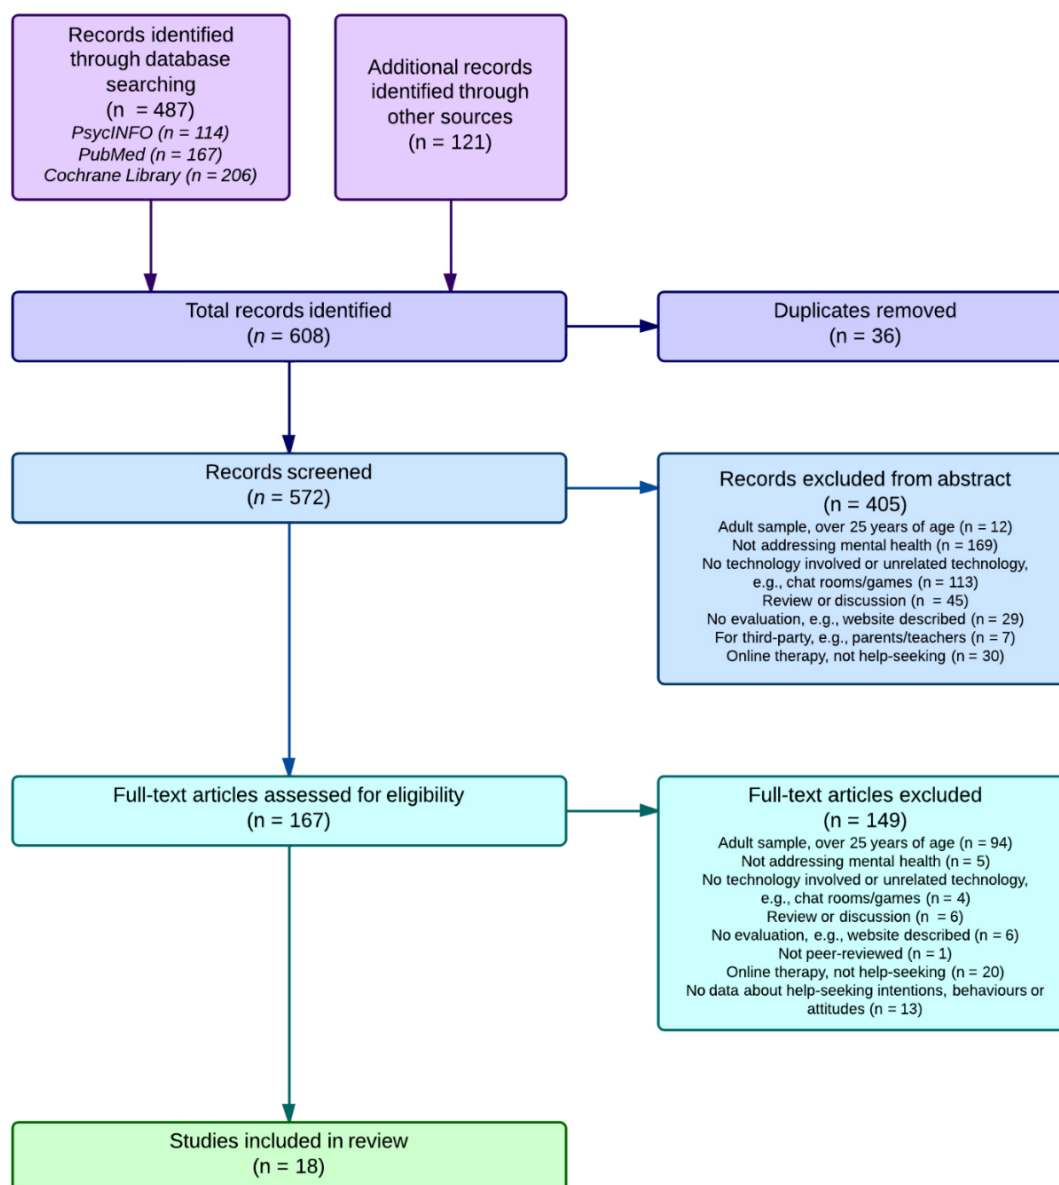 Records identified
through database
searching
(n  = 487)
PsycINFO (n = 114)
PubMed (n = 167)
Cochrane Library (n = 206)
Additional records
identified through
other sources
(n = 121)
Total records identified
(n = 608)
Duplicates removed
(n = 36)
Records screened
(n = 572)
Records excluded from abstract
(n = 405)
Adult sample, over 25 years of age (n = 12)
Not addressing mental health (n = 169)
No technology involved or unrelated technology,
e.g., chat rooms/games (n = 113)
Review or discussion (n  = 45)
No evaluation, e.g., website described (n = 29)
For third-party, e.g., parents/teachers (n = 7)
Online therapy, not help-seeking (n = 30)
Full-text articles assessed for eligibility
(n = 167)
Full-text articles excluded
(n = 149)
Adult sample, over 25 years of age (n = 94)
Not addressing mental health (n = 5)
No technology involved or unrelated technology,
e.g., chat rooms/games (n = 4)
Review or discussion (n  = 6)
No evaluation, e.g., website described (n = 6)
Not peer-reviewed (n = 1)
Online therapy, not help-seeking (n = 20)
No data about help-seeking intentions, behaviours or
attitudes (n = 13)
Studies included in review
(n = 18)